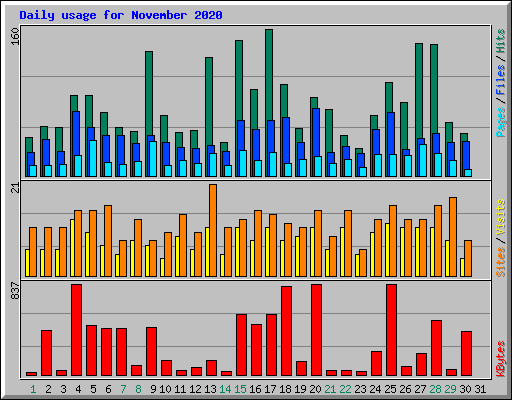 Daily usage for November 2020
160
Pages / Files / Hits
21
Sites / Visits
837
KBytes
1 2 3 4 5 6 7 8 9 10 11 12 13 14 15 16 17 18 19 20 21 22 23 24 25 26 27 28 29 30 31